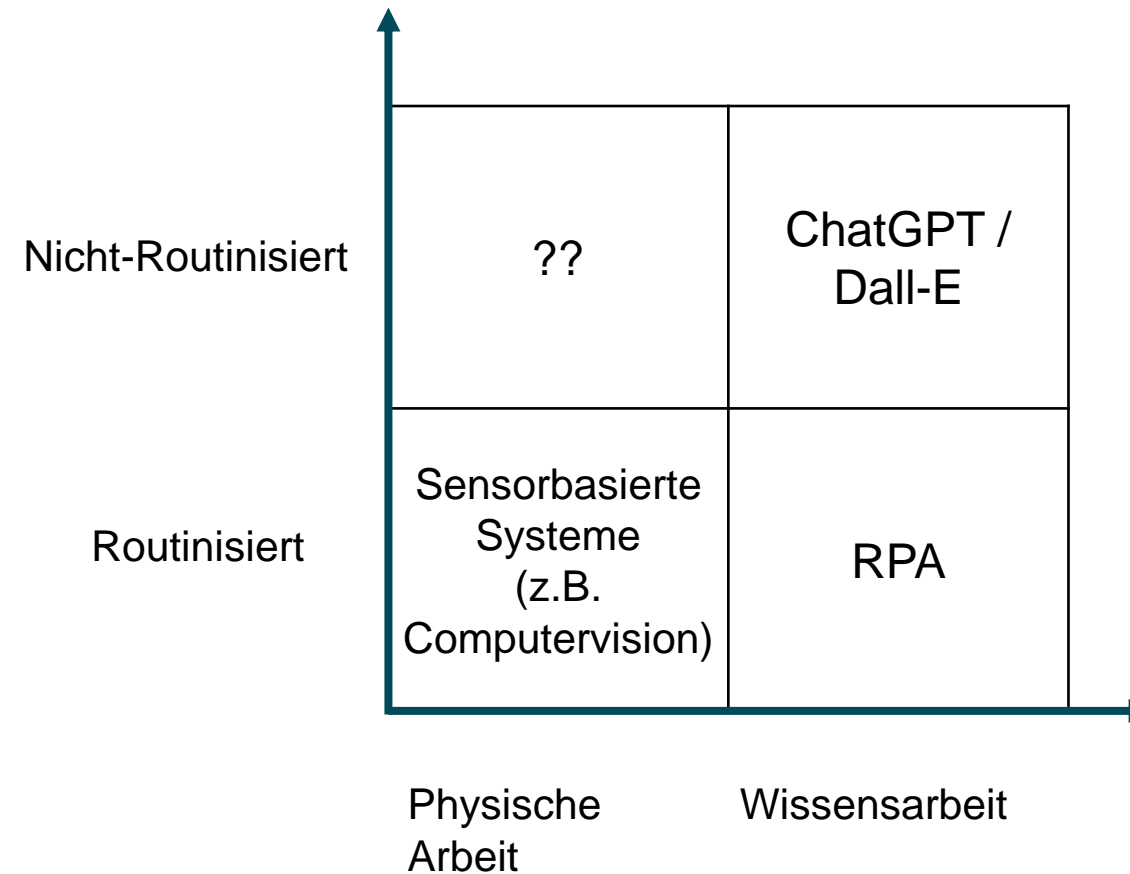 Nicht-Routinisiert
??
ChatGPT /
Dall-E
Routinisiert
Sensorbasierte
Systeme
(z.B.
Computervision)
RPA
Physische
Arbeit
Wissensarbeit